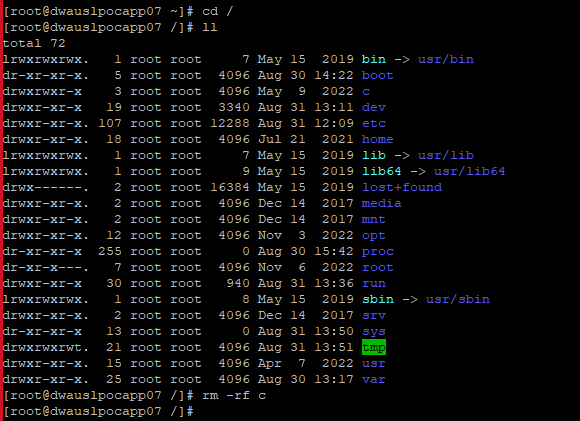 [root@dwauslpocapp07 ~]# cd /
[root@dwauslpocapp07 /]# ll
total 72
lrwxrwxrwx.   1 root root     7 May 15  2019 bin -> usr/bin
dr-xr-xr-x.   5 root root  4096 Aug 30 14:22 boot
drwxr-xr-x    3 root root  4096 May  9  2022 c
drwxr-xr-x   19 root root  3340 Aug 31 13:11 dev
drwxr-xr-x. 107 root root 12288 Aug 31 12:09 etc
drwxr-xr-x.  18 root root  4096 Jul 21  2021 home
lrwxrwxrwx.   1 root root     7 May 15  2019 lib -> usr/lib
lrwxrwxrwx.   1 root root     9 May 15  2019 lib64 -> usr/lib64
drwx------.   2 root root 16384 May 15  2019 lost+found
drwxr-xr-x.   2 root root  4096 Dec 14  2017 media
drwxr-xr-x.   2 root root  4096 Dec 14  2017 mnt
drwxr-xr-x.  12 root root  4096 Nov  3  2022 opt
dr-xr-xr-x  255 root root     0 Aug 30 15:42 proc
dr-xr-x---.   7 root root  4096 Nov  6  2022 root
drwxr-xr-x   30 root root   940 Aug 31 13:36 run
lrwxrwxrwx.   1 root root     8 May 15  2019 sbin -> usr/sbin
drwxr-xr-x.   2 root root  4096 Dec 14  2017 srv
dr-xr-xr-x   13 root root     0 Aug 31 13:50 sys
drwxrwxrwt.  21 root root  4096 Aug 31 13:51 tmp
drwxr-xr-x.  15 root root  4096 Apr  7  2022 usr
drwxr-xr-x.  25 root root  4096 Aug 30 13:17 var
[root@dwauslpocapp07 /]# rm -rf c
[root@dwauslpocapp07 /]#